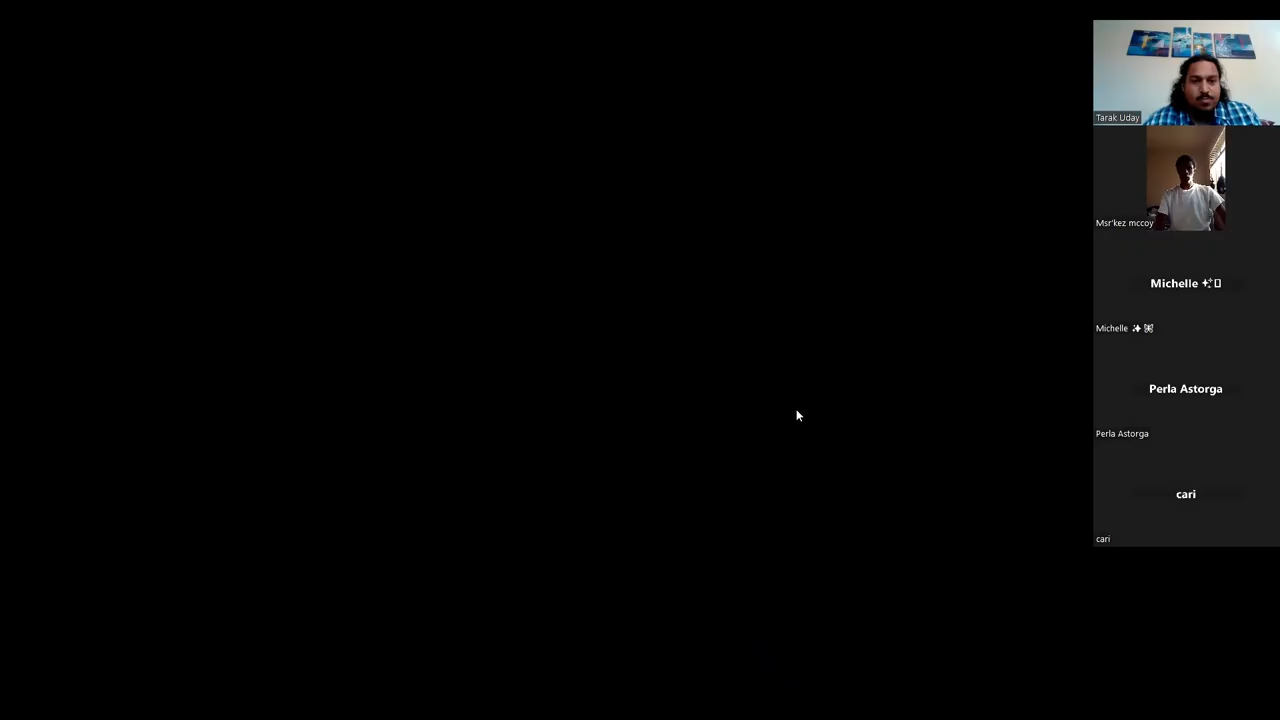 Tarak Uday
Msr'kez mccoy
Michelle ✨▯
Michelle ✨ 🦋
Perla Astorga
Perla Astorga
cari
cari